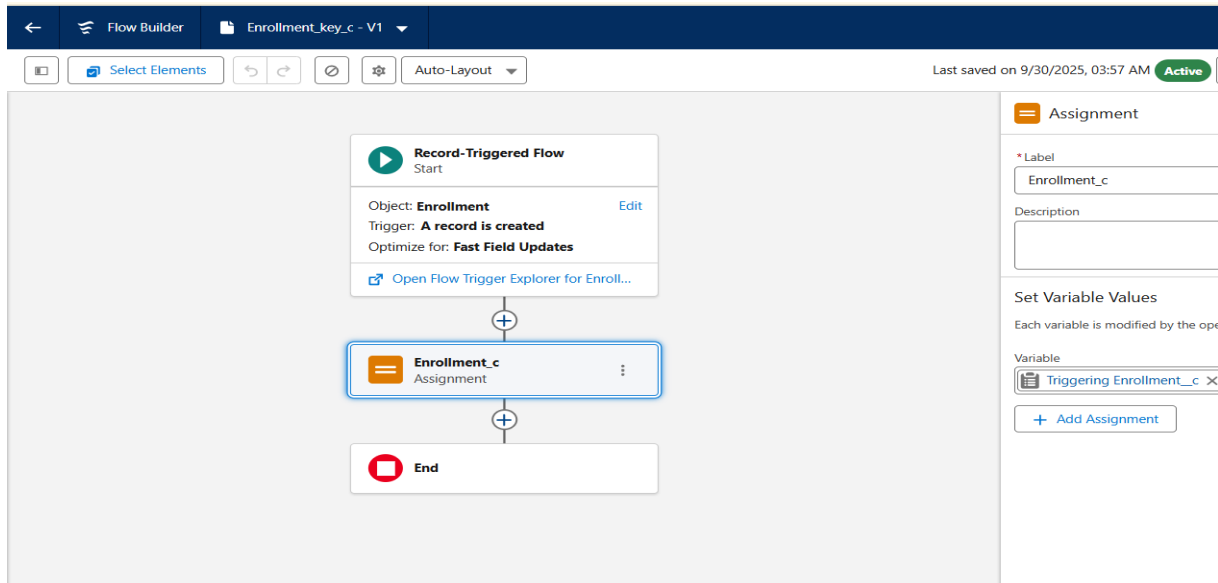 Flow Builder
Enrollment_key_c - V1
Select Elements
Auto-Layout
Last saved on 9/30/2025, 03:57 AM
Active
Record-Triggered Flow
Start
Object: Enrollment
Edit
Trigger: A record is created
Optimize for: Fast Field Updates
Open Flow Trigger Explorer for Enroll...
Enrollment_c
Assignment
End
Assignment
* Label
Enrollment_c
Description
Set Variable Values
Each variable is modified by the ope
Variable
Triggering Enrollment__c
Add Assignment